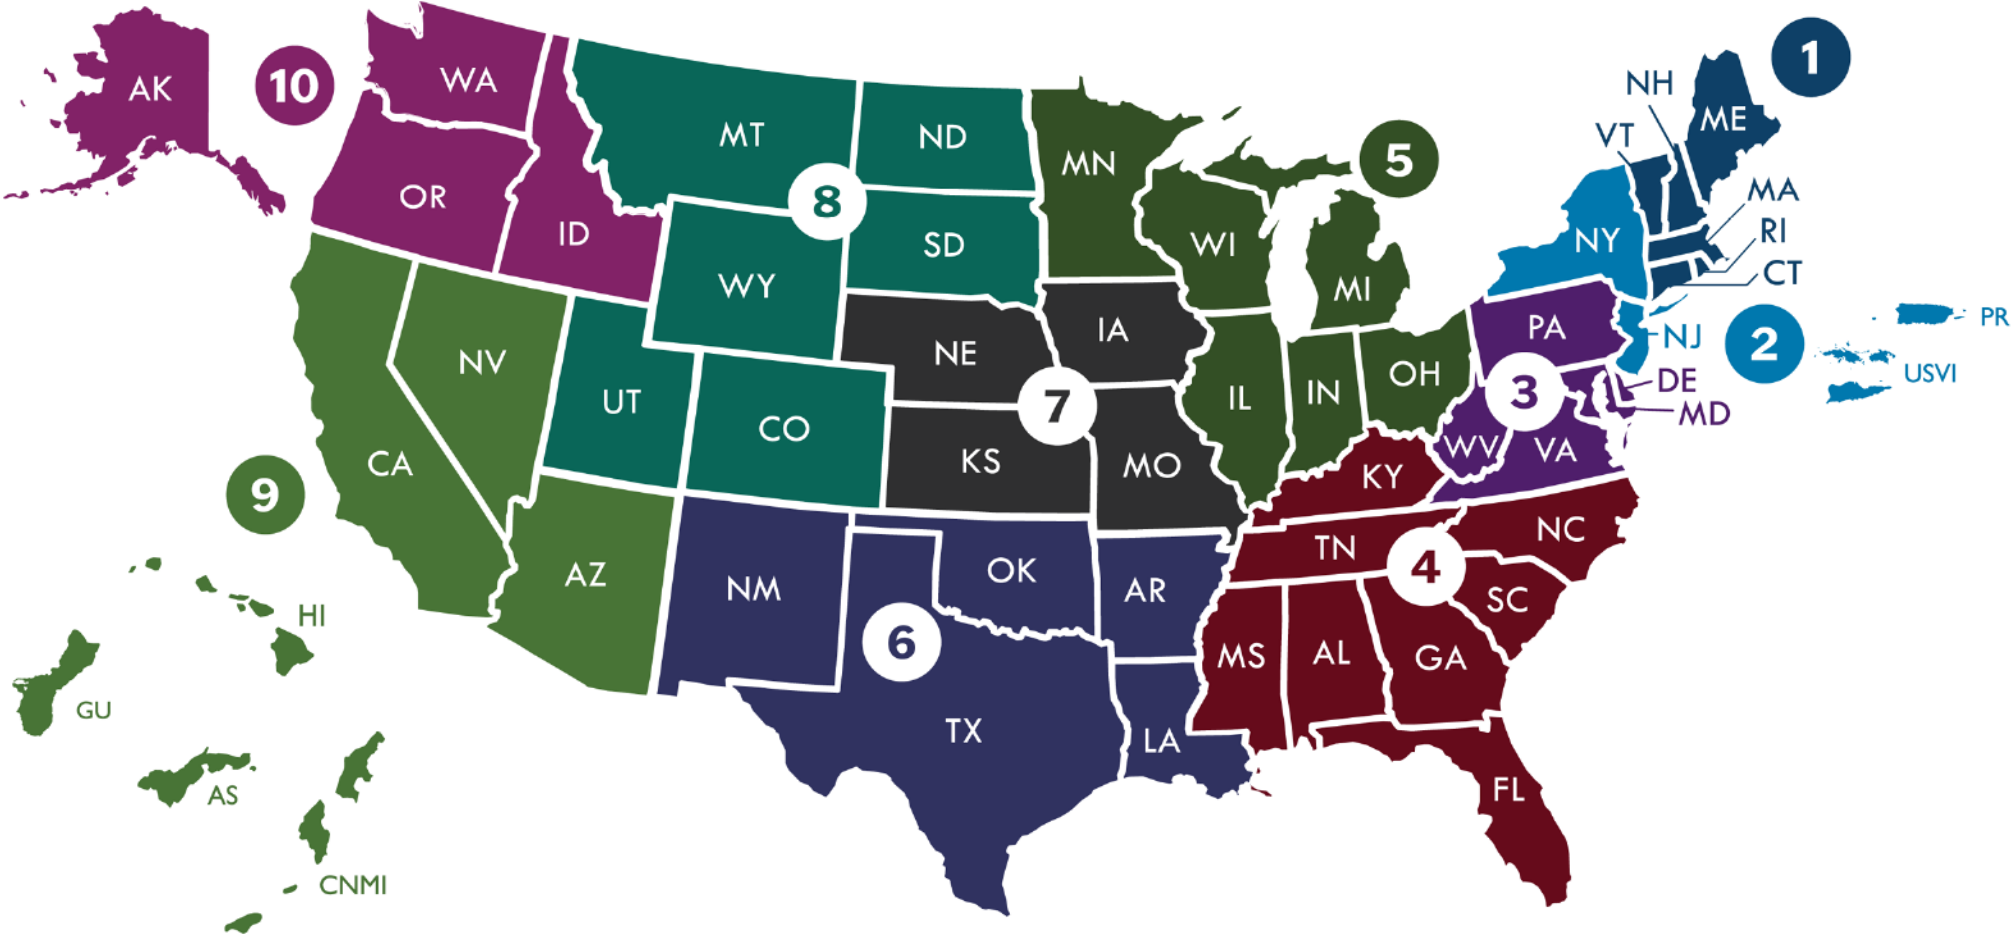 AK
10
WA
OR
ID
MT
ND
8
SD
WY
UT
CO
MN
5
WI
MI
IL
IN
OH
NH
1
ME
VT
MA
RI
CT
NY
PR
NJ
2
USVI
PA
3
DE
MD
WV
VA
NE
IA
7
KS
MO
NV
CA
9
AZ
HI
GU
AS
CNMI
NM
OK
AR
6
TX
LA
KY
NC
TN
4
SC
MS
AL
GA
FL